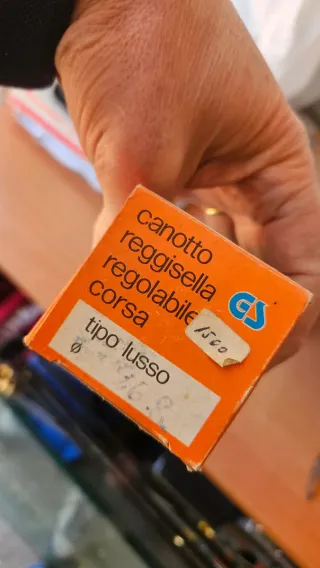 canotto
reggisella
regolabile
corsa
GS
1500
tipo lusso
ø